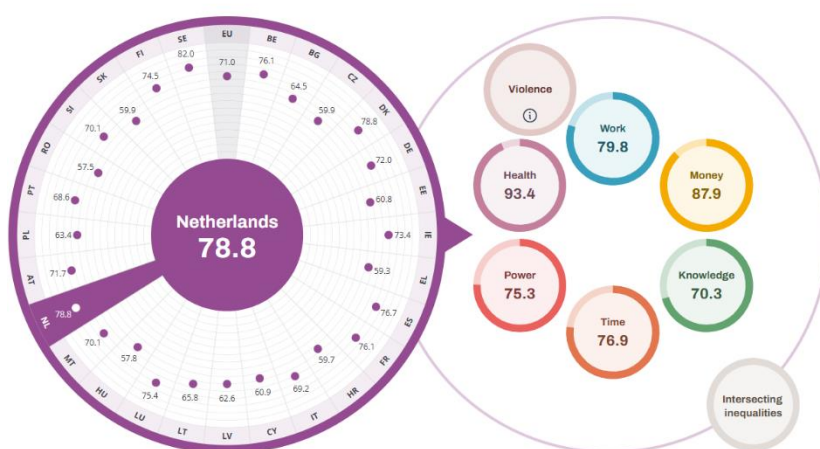 EU
71.0
BE
76.1
BG
64.5
CZ
59.9
DK
78.8
DE
72.0
EE
60.8
IE
73.4
EL
59.3
ES
76.7
FR
76.1
HR
59.7
IT
69.2
CY
60.9
LV
62.6
LT
65.8
LU
75.4
HU
57.8
MT
70.1
NL
78.8
AT
71.7
PL
63.4
PT
68.6
RO
57.5
SI
70.1
SK
59.9
FI
74.5
SE
82.0
Netherlands
78.8
Violence
Work
79.8
Health
93.4
Money
87.9
Power
75.3
Knowledge
70.3
Time
76.9
Intersecting
inequalities